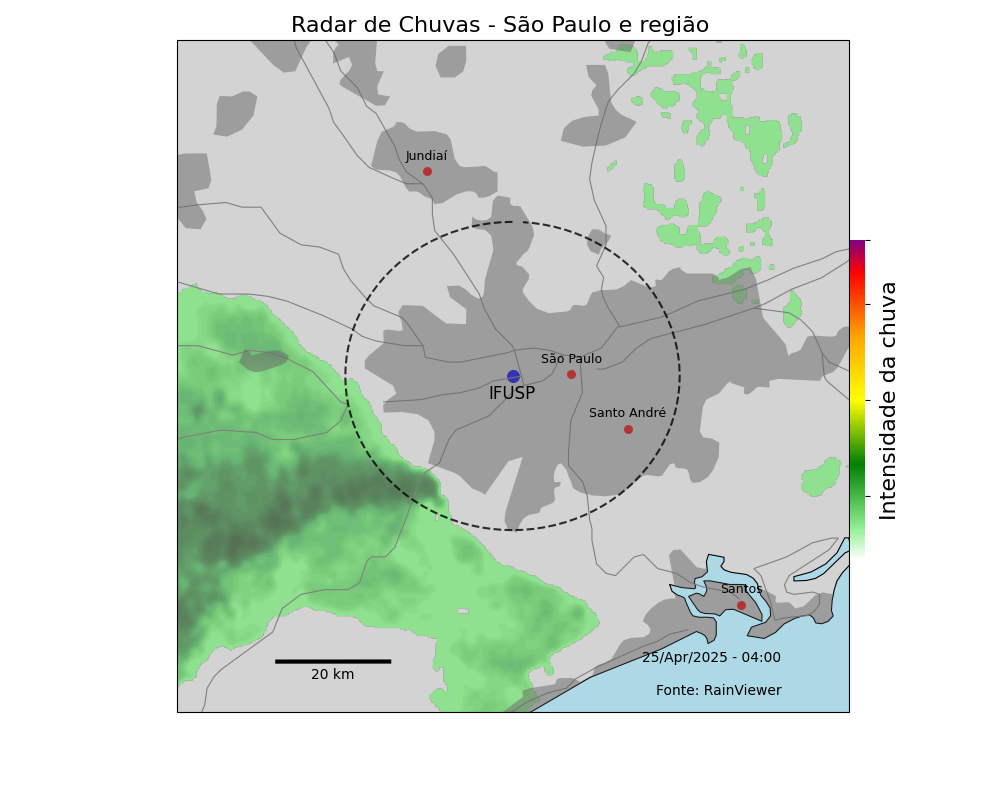 Radar de Chuvas - São Paulo e região
Jundiaí
São Paulo
IFUSP
Santo André
Intensidade da chuva
Santos
25/Apr/2025 - 04:00
20 km
Fonte: RainViewer